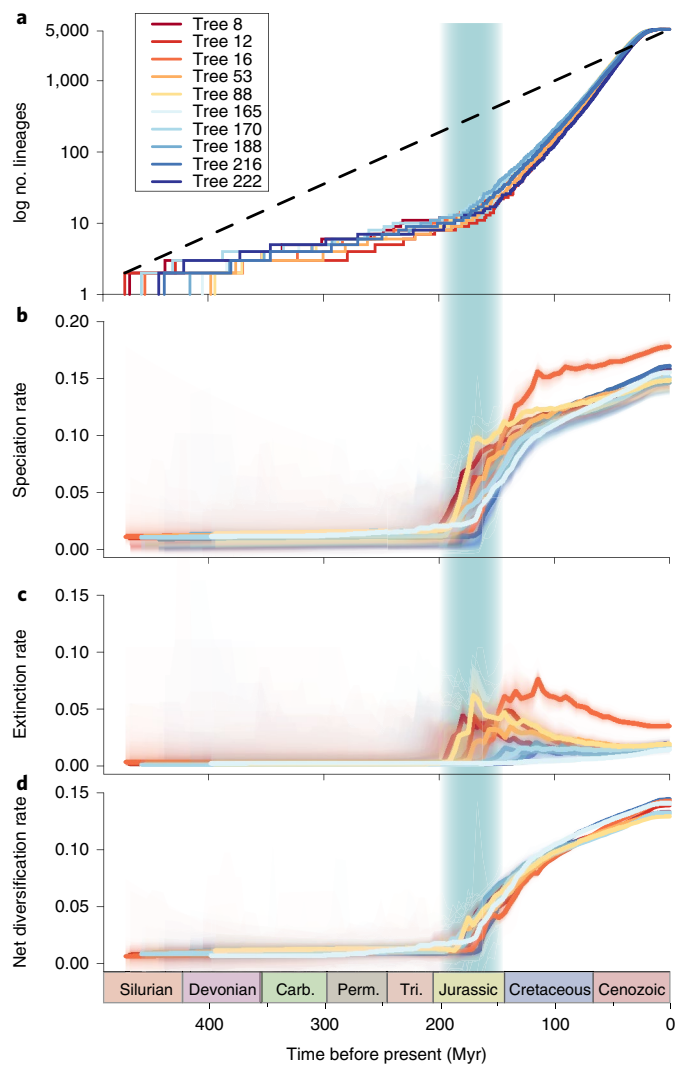 a
5,000
1,000
100
10
1
log no. lineages
Tree 8
Tree 12
Tree 16
Tree 53
Tree 88
Tree 165
Tree 170
Tree 188
Tree 216
Tree 222
b
0.20
0.15
0.10
0.05
0.00
Speciation rate
c
0.15
0.10
0.05
0.00
Extinction rate
d
0.15
0.10
0.05
0.00
Net diversification rate
Silurian Devonian Carb. Perm. Tri. Jurassic Cretaceous Cenozoic
400 300 200 100 0
Time before present (Myr)